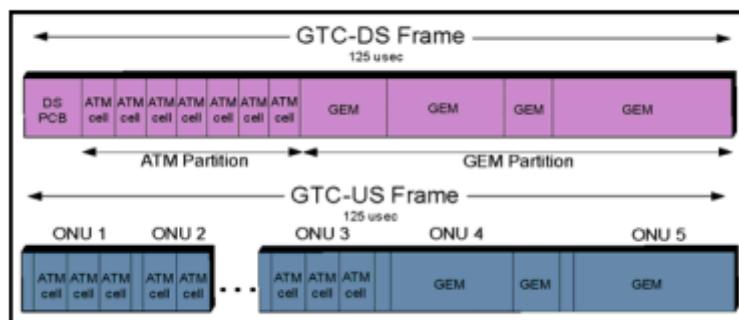 GTC-DS Frame
125 usec
DS PCB ATM cell ATM cell ATM cell ATM cell ATM cell ATM cell ATM cell GEM GEM GEM GEM
ATM Partition GEM Partition
GTC-US Frame
125 usec
ONU 1 ONU 2 ONU 3 ONU 4 ONU 5
ATM cell ATM cell ATM cell ATM cell ATM cell ... ATM cell ATM cell ATM cell GEM GEM GEM